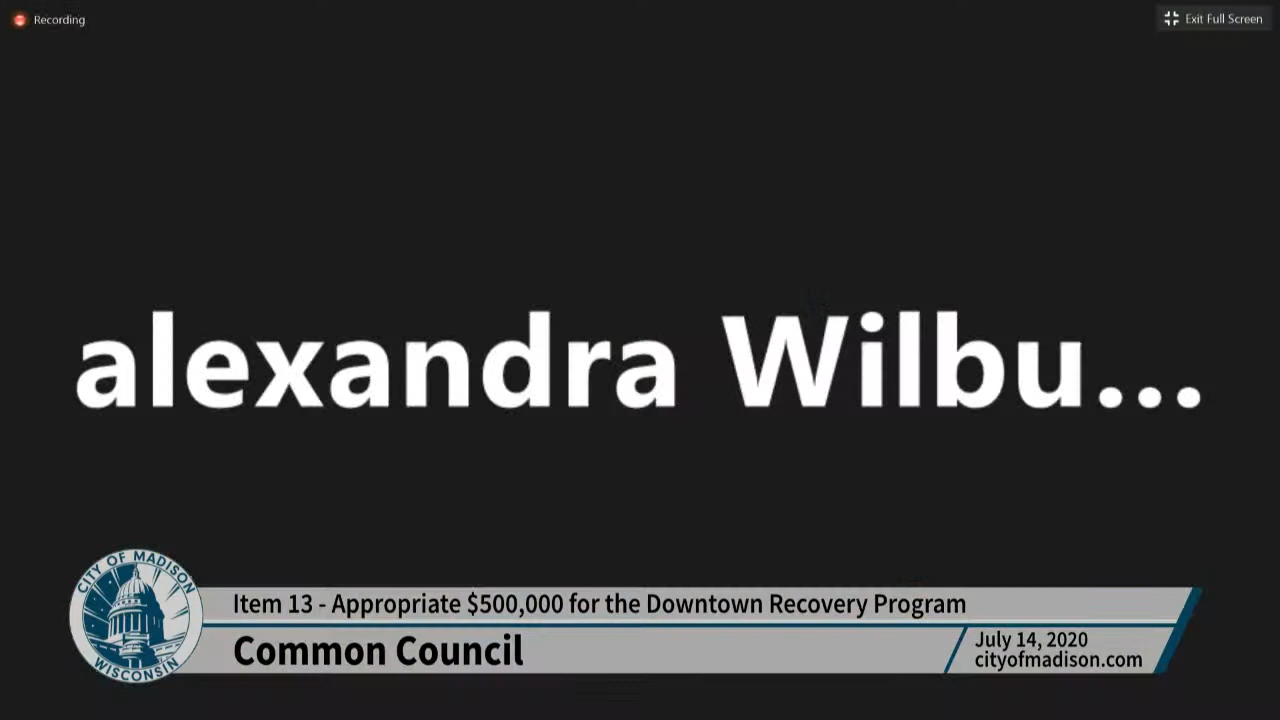 Recording
Exit Full Screen
alexandra Wilbu...
CITY OF MADISON
WISCONSIN
Item 13 - Appropriate $500,000 for the Downtown Recovery Program
Common Council
July 14, 2020
cityofmadison.com